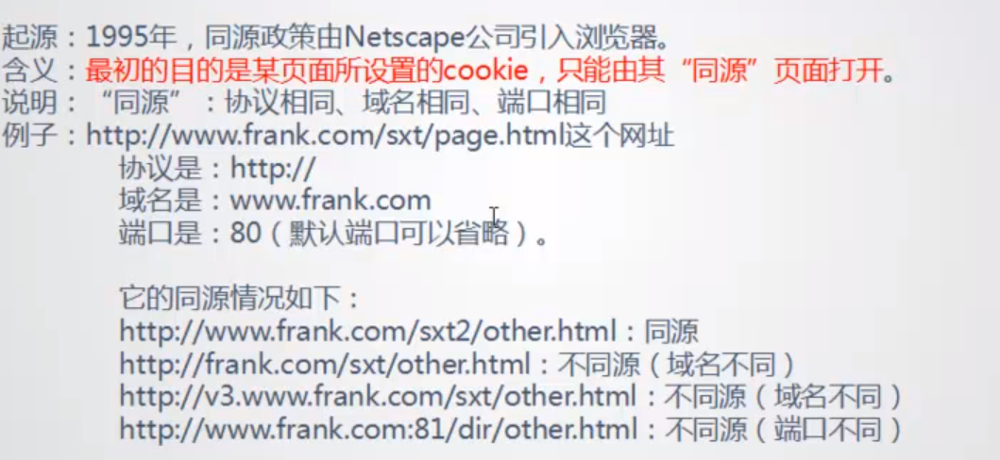 起源：1995年，同源政策由Netscape公司引入浏览器。
含义：最初的目的是某页面所设置的cookie，只能由其“同源”页面打开。
说明：“同源”：协议相同、域名相同、端口相同
例子：http://www.frank.com/sxt/page.html这个网址
协议是：http://
域名是：www.frank.com
端口是：80（默认端口可以省略）。
它的同源情况如下：
http://www.frank.com/sxt2/other.html：同源
http://frank.com/sxt/other.html：不同源（域名不同）
http://v3.www.frank.com/sxt/other.html：不同源（域名不同）
http://www.frank.com:81/dir/other.html：不同源（端口不同）